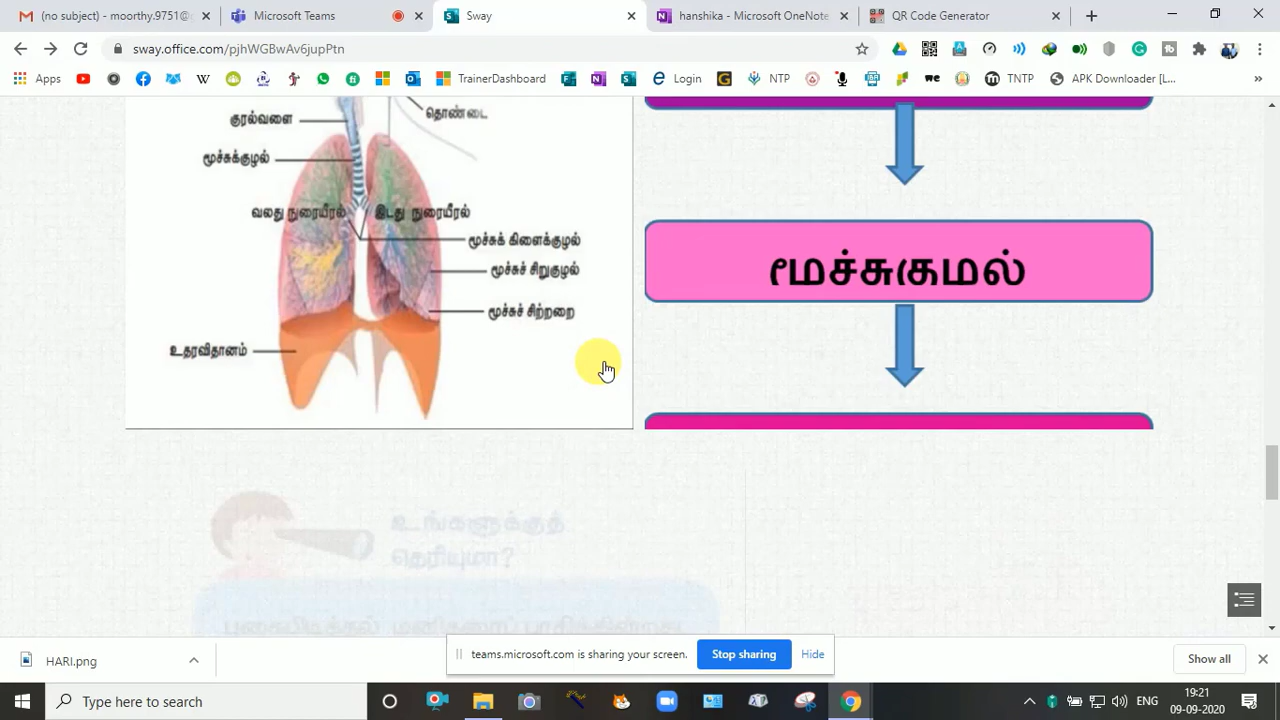 (no subject) - moorthy.9751@
Microsoft Teams
Sway
hanshika - Microsoft OneNote
QR Code Generator
sway.office.com/pjhWGBwAv6jupPtn
Apps
TrainerDashboard
Login
NTP
TNTP
APK Downloader [L...
தொண்டை
குரல்வளை
மூச்சுக்குழல்
வலது நுரையீரல்
இடது நுரையீரல்
மூச்சுக் கிளைக்குழல்
மூச்சுச் சிறுகுழல்
மூச்சுச் சிற்றறை
உதரவிதானம்
உங்களுக்குத்
தெரியுமா?
teams.microsoft.com is sharing your screen.
Stop sharing
Hide
HARI.png
Show all
Type here to search
ENG
19:21
09-09-2020